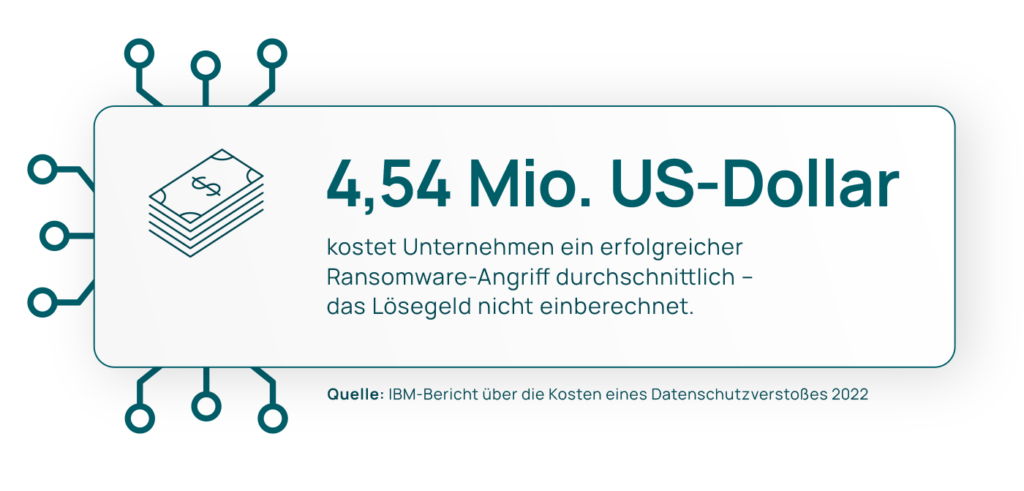 4,54 Mio. US-Dollar
kostet Unternehmen ein erfolgreicher
Ransomware-Angriff durchschnittlich –
das Lösegeld nicht einberechnet.
Quelle: IBM-Bericht über die Kosten eines Datenschutzverstoßes 2022